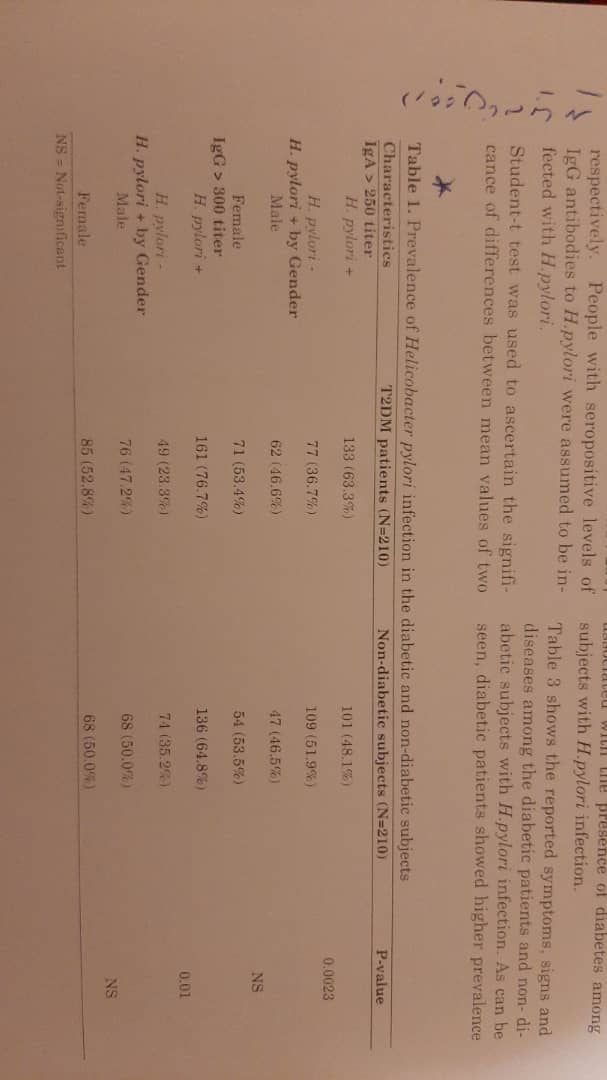 respectively. People with seropositive levels of
IgG antibodies to H.pylori were assumed to be in-
fected with H.pylori.
Student-t test was used to ascertain the signifi-
cance of differences between mean values of two
associated with the presence of diabetes among
subjects with H.pylori infection.
Table 3 shows the reported symptoms, signs and
diseases among the diabetic patients and non- di-
abetic subjects with H.pylori infection. As can be
seen, diabetic patients showed higher prevalence
Table 1. Prevalence of Helicobacter pylori infection in the diabetic and non-diabetic subjects
Characteristics T2DM patients (N=210) Non-diabetic subjects (N=210) P-value
IgA > 250 titer
H. pylori + 133 (63.3%) 101 (48.1%)
0.0023
H. pylori - 77 (36.7%) 109 (51.9%)
H. pylori + by Gender
Male 62 (46.6%) 47 (46.5%)
NS
Female 71 (53.4%) 54 (53.5%)
IgG > 300 titer
H. pylori + 161 (76.7%) 136 (64.8%)
0.01
H. pylori - 49 (23.3%) 74 (35.2%)
H. pylori + by Gender
Male 76 (47.2%) 68 (50.0%)
NS
Female 85 (52.8%) 68 (50.0%)
NS = Not-significant